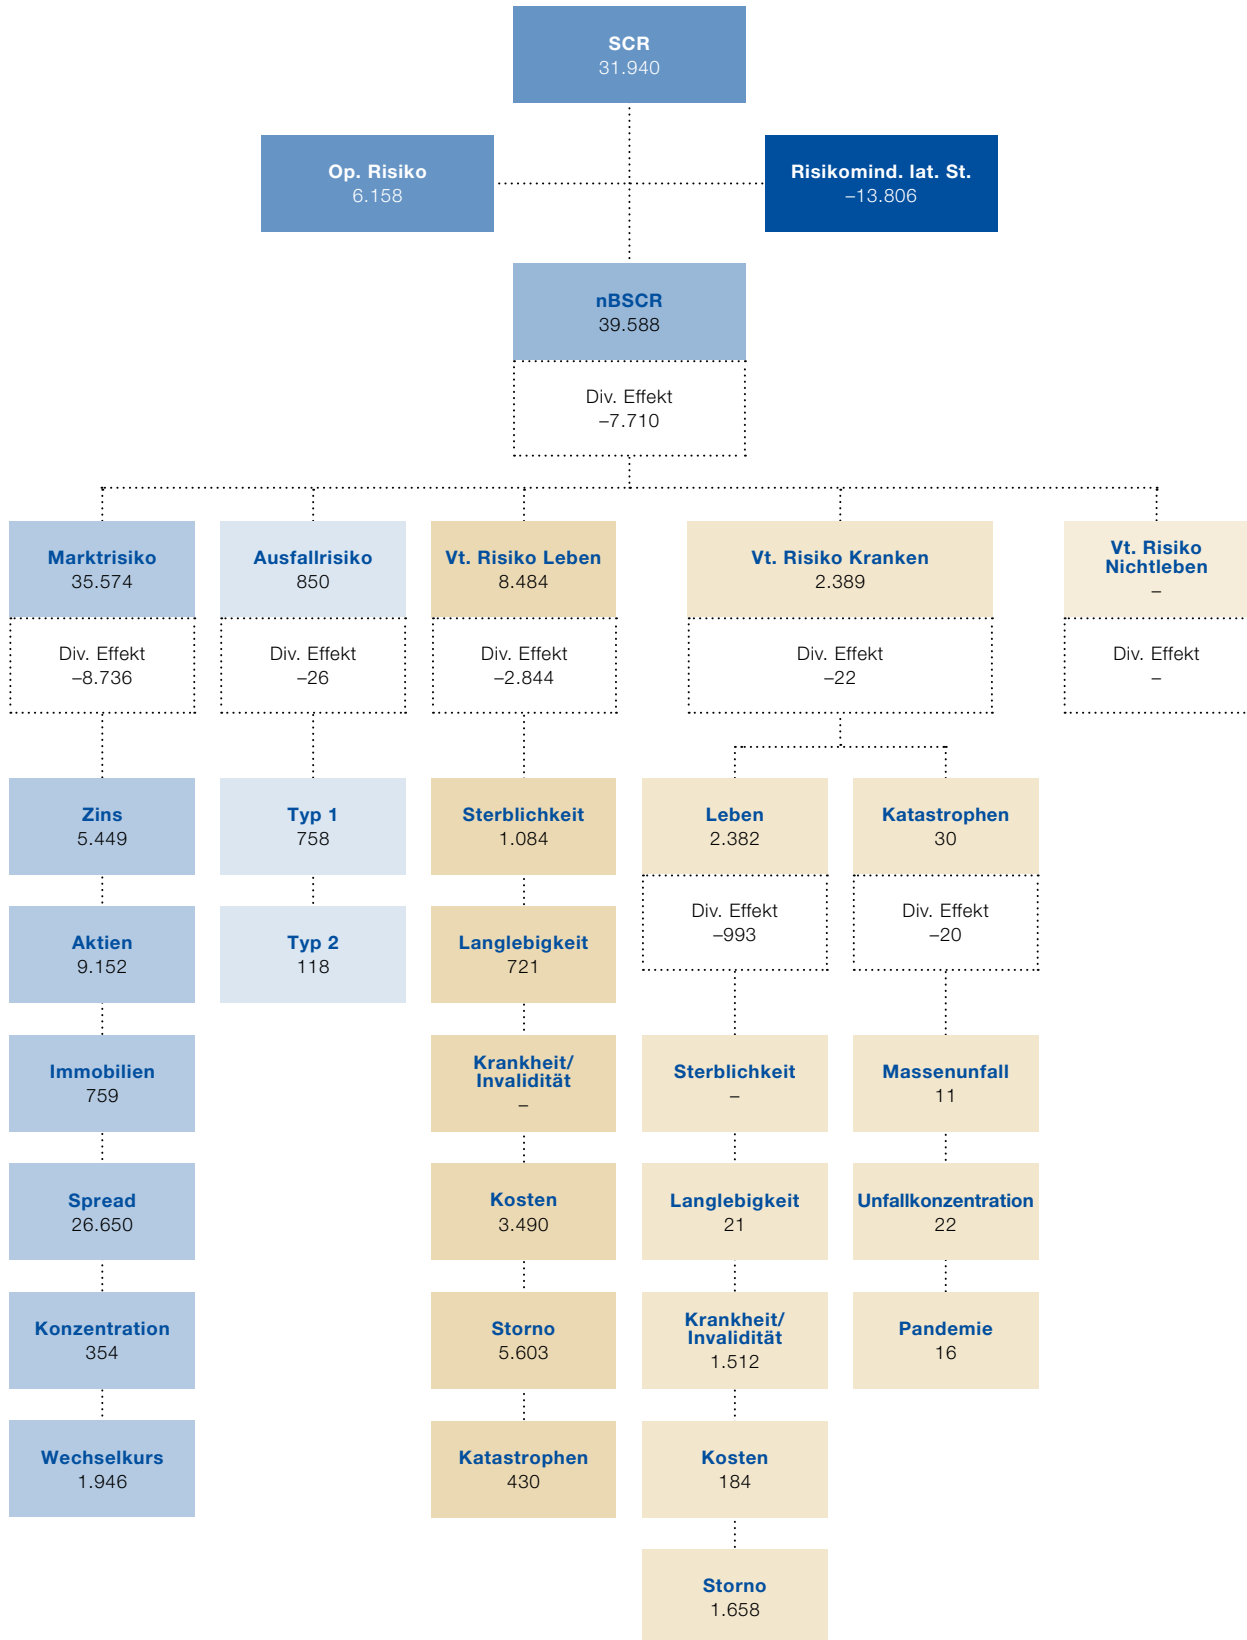 SCR
31.940
Op. Risiko
6.158
Risikomind. lat. St.
–13.806
nBSCR
39.588
Div. Effekt
–7.710
Marktrisiko
35.574
Div. Effekt
–8.736
Ausfallrisiko
850
Div. Effekt
–26
Vt. Risiko Leben
8.484
Div. Effekt
–2.844
Vt. Risiko Kranken
2.389
Div. Effekt
–22
Vt. Risiko
Nichtleben
–
Div. Effekt
–
Zins
5.449
Aktien
9.152
Immobilien
759
Spread
26.650
Konzentration
354
Wechselkurs
1.946
Typ 1
758
Typ 2
118
Sterblichkeit
1.084
Langlebigkeit
721
Krankheit/
Invalidität
–
Kosten
3.490
Storno
5.603
Katastrophen
430
Leben
2.382
Div. Effekt
–993
Sterblichkeit
–
Langlebigkeit
21
Krankheit/
Invalidität
1.512
Kosten
184
Storno
1.658
Katastrophen
30
Div. Effekt
–20
Massenunfall
11
Unfallkonzentration
22
Pandemie
16